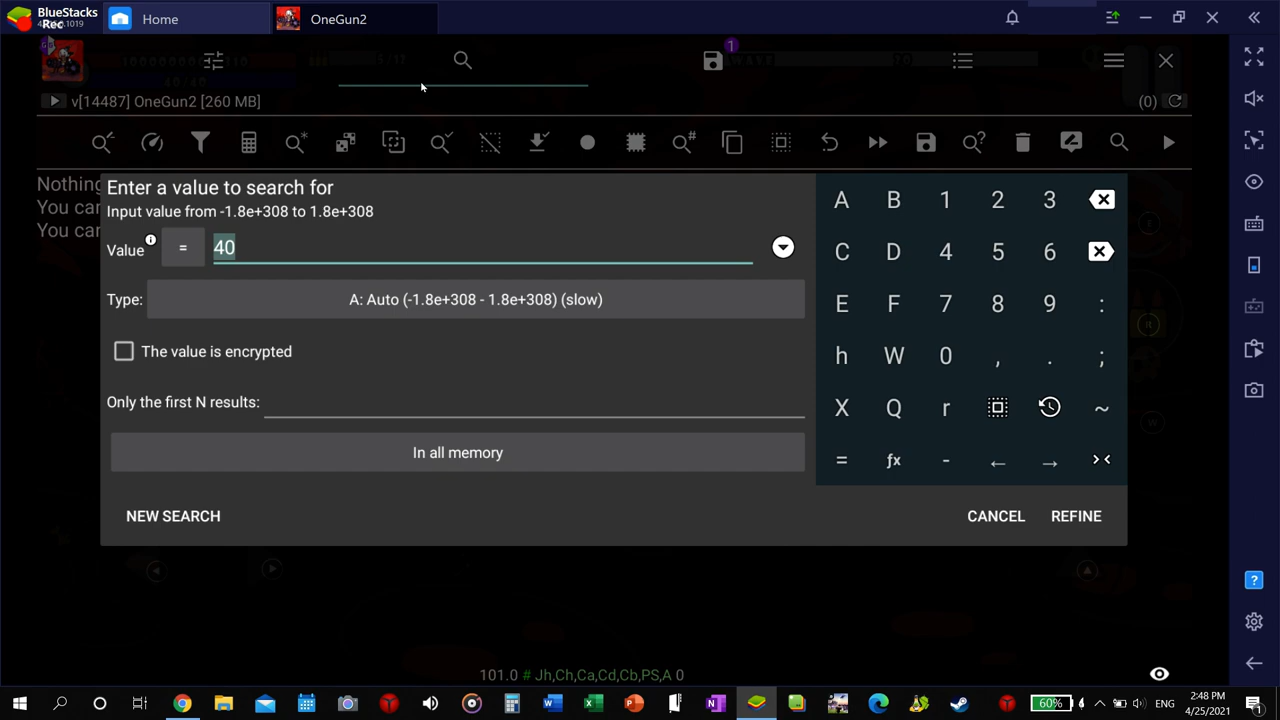 BlueStacks
Rec
Home
OneGun2
1
v[14487] OneGun2 [260 MB]
(0)
Nothing
You can
You can
Enter a value to search for
Input value from -1.8e+308 to 1.8e+308
Value
=
40
Type:
A: Auto (-1.8e+308 - 1.8e+308) (slow)
The value is encrypted
Only the first N results:
In all memory
NEW SEARCH
CANCEL
REFINE
A B 1 2 3
C D 4 5 6
E F 7 8 9 :
h W 0 , . ;
X Q r ~
= ƒx - ← → ><
101.0 # Jh,Ch,Ca,Cd,Cb,PS,A 0
60%
ENG
2:48 PM
4/25/2021